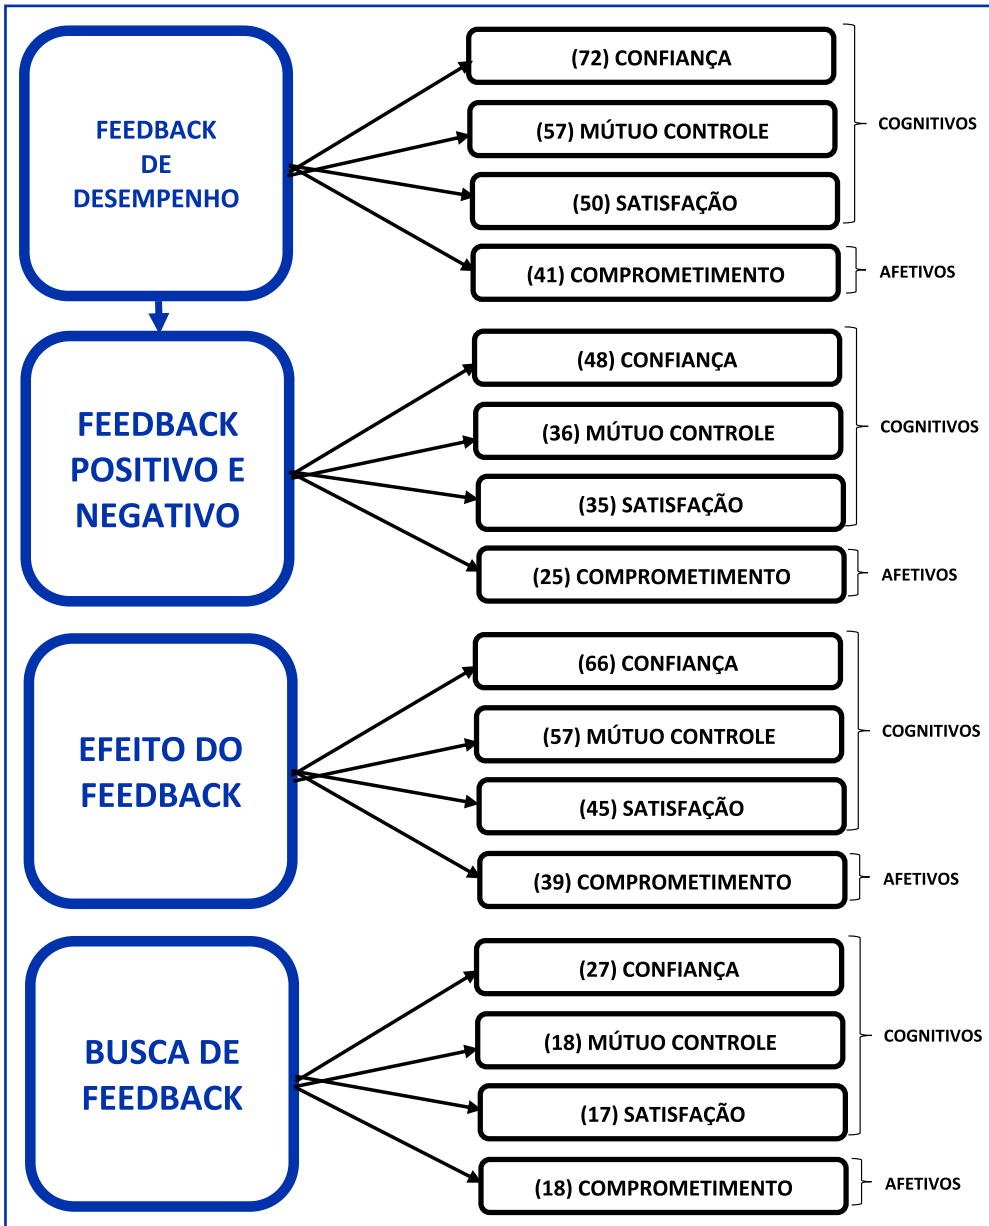 FEEDBACK
DE
DESEMPENHO
(72) CONFIANÇA
(57) MÚTUO CONTROLE
(50) SATISFAÇÃO
COGNITIVOS
(41) COMPROMETIMENTO
AFETIVOS
FEEDBACK
POSITIVO E
NEGATIVO
(48) CONFIANÇA
(36) MÚTUO CONTROLE
(35) SATISFAÇÃO
COGNITIVOS
(25) COMPROMETIMENTO
AFETIVOS
EFEITO DO
FEEDBACK
(66) CONFIANÇA
(57) MÚTUO CONTROLE
(45) SATISFAÇÃO
COGNITIVOS
(39) COMPROMETIMENTO
AFETIVOS
BUSCA DE
FEEDBACK
(27) CONFIANÇA
(18) MÚTUO CONTROLE
(17) SATISFAÇÃO
COGNITIVOS
(18) COMPROMETIMENTO
AFETIVOS